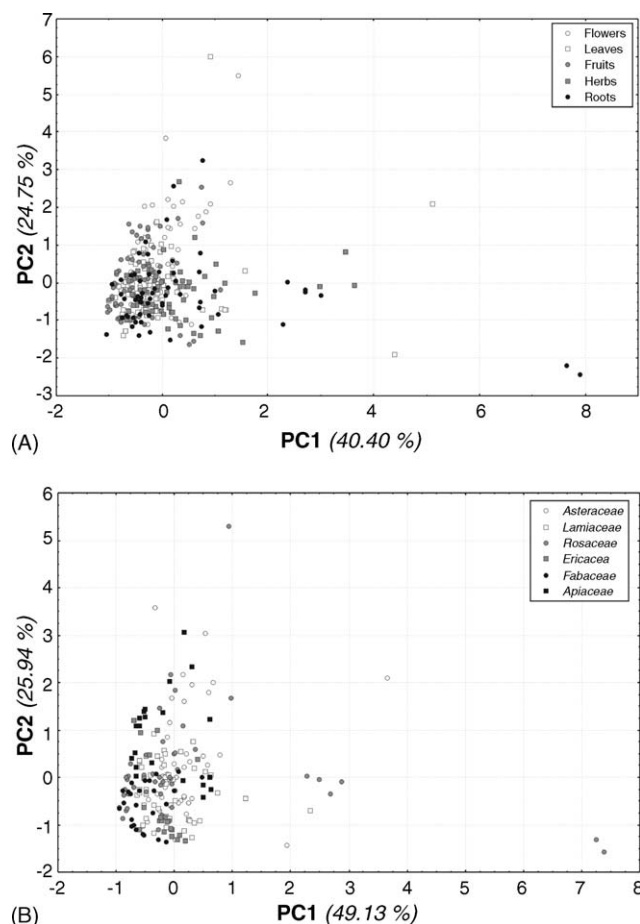 7
6
5
4
3
2
1
0
-1
-2
-3
PC2 (24.75 %)
Flowers
Leaves
Fruits
Herbs
Roots
-2 0 2 4 6 8
PC1 (40.40 %)
(A)
6
5
4
3
2
1
0
-1
-2
PC2 (25.94 %)
Asteraceae
Lamiaceae
Rosaceae
Ericacea
Fabaceae
Apiaceae
-2 -1 0 1 2 3 4 5 6 7 8
PC1 (49.13 %)
(B)